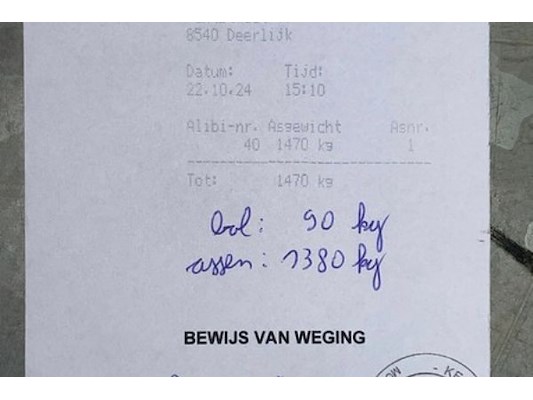 8540 Deerlijk
Datum: Tijd:
22.10.24 15:10
Alibi-nr. Asgewicht Asnr.
40 1470 kg 1
Tot: 1470 kg
bol: 90 kg
assen: 1380 kg
BEWIJS VAN WEGING